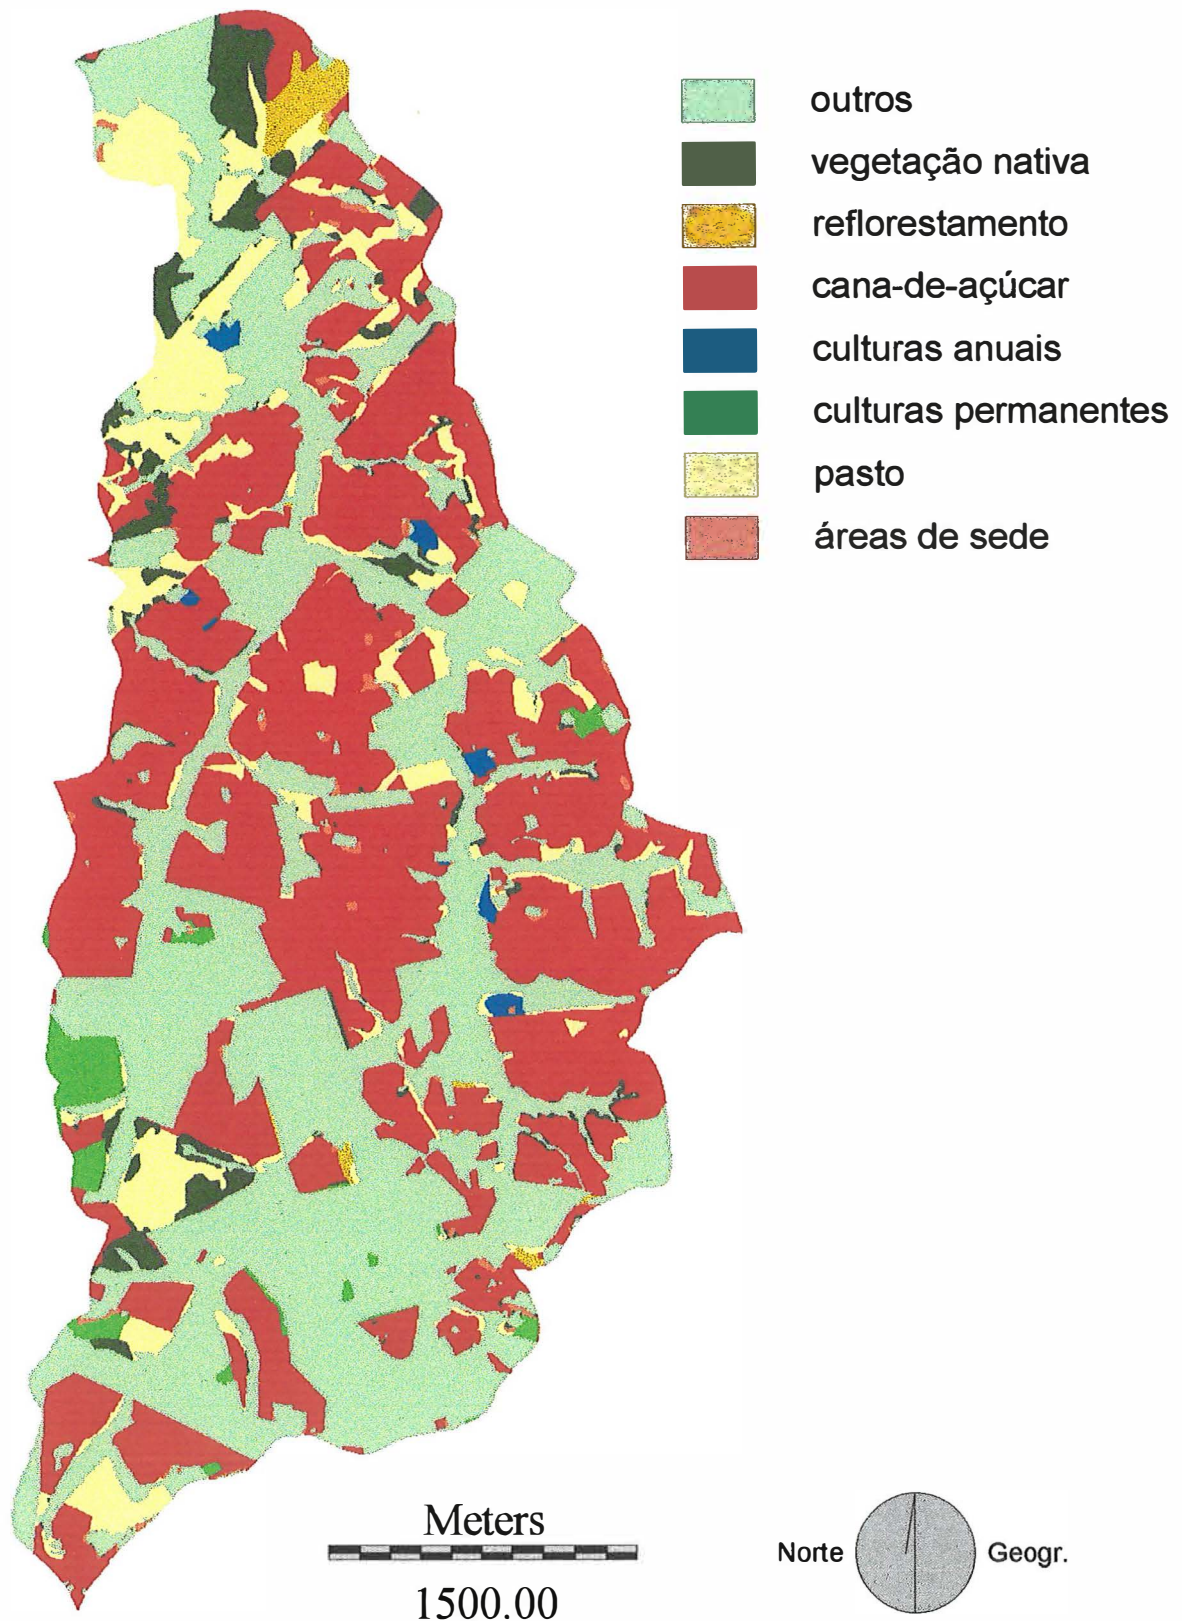 outros
vegetação nativa
reflorestamento
cana-de-açúcar
culturas anuais
culturas permanentes
pasto
áreas de sede
Meters
1500.00
Norte
Geogr.